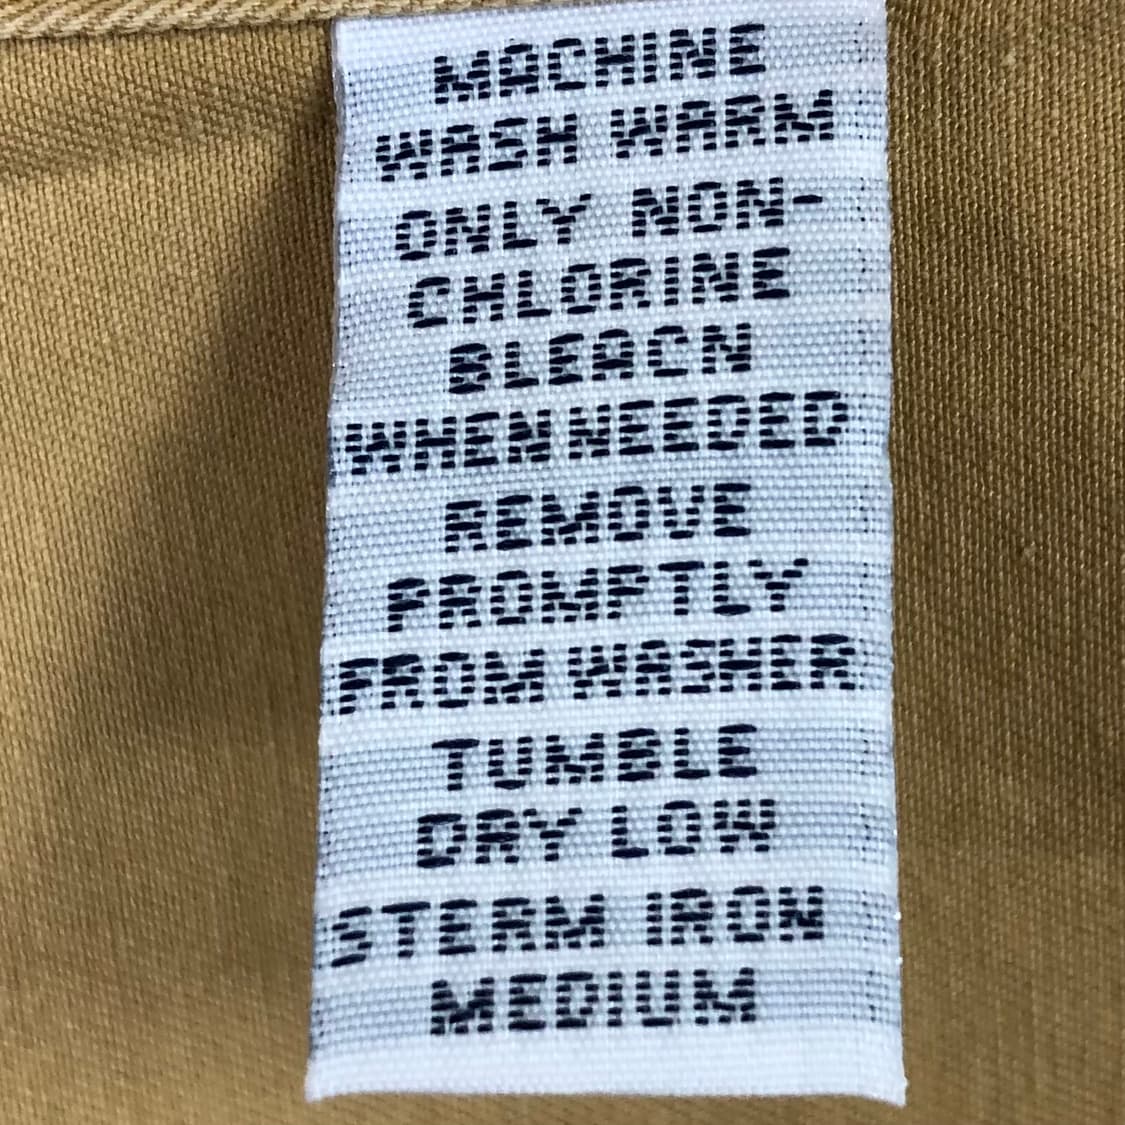 MACHINE
WASH WARM
ONLY NON-
CHLORINE
BLEACN
WHEN NEEDED
REMOVE
PROMPTLY
FROM WASHER
TUMBLE
DRY LOW
STEAM IRON
MEDIUM